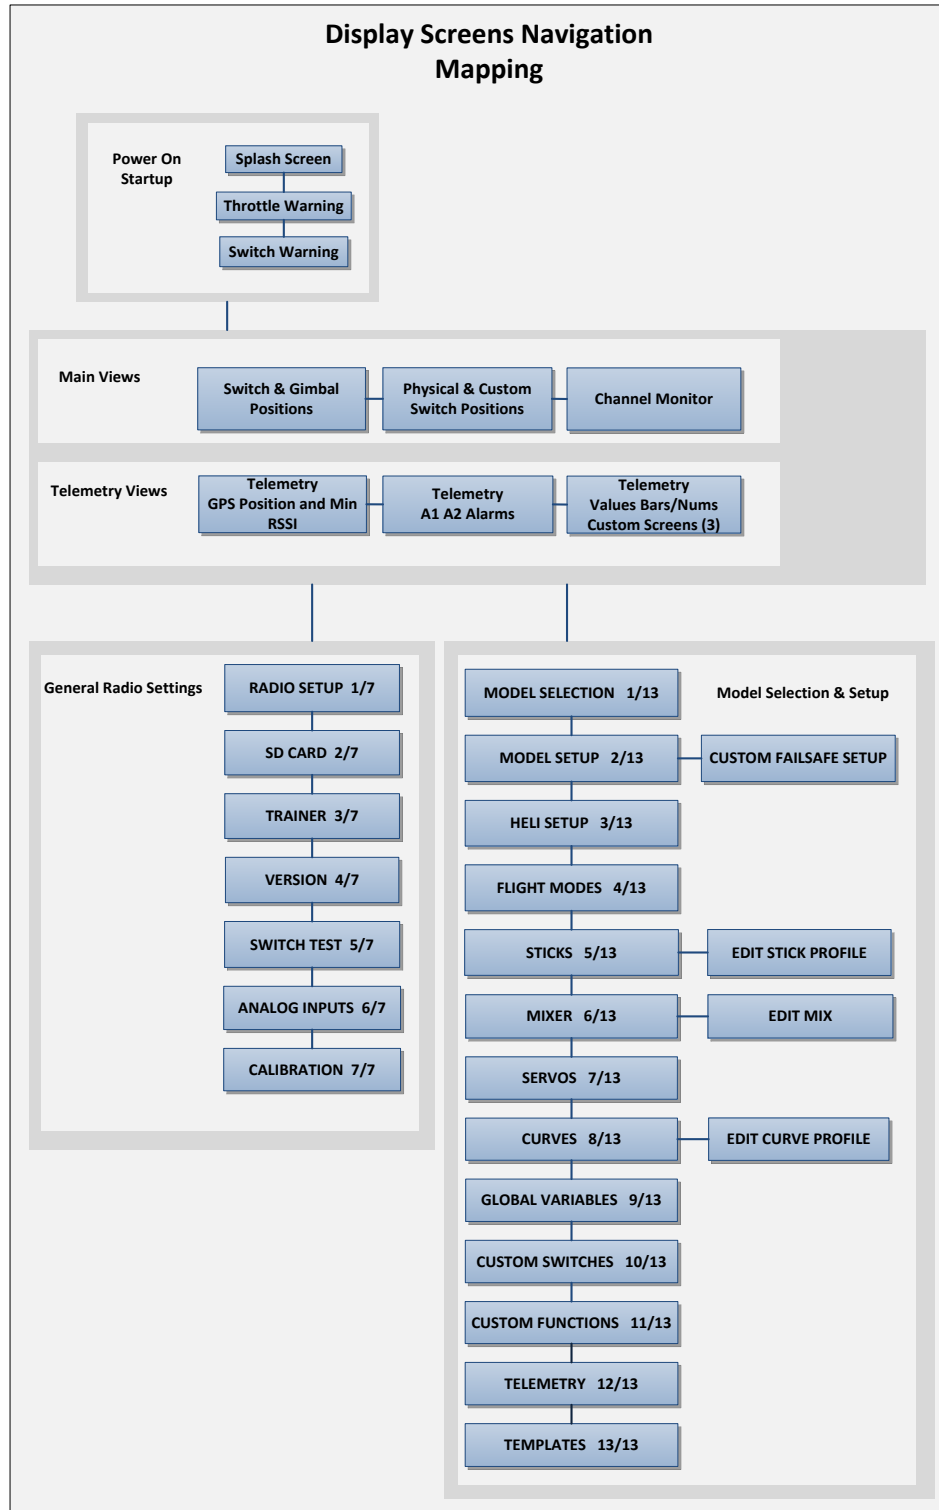 Display Screens Navigation
Mapping
Power On
Startup
Splash Screen
Throttle Warning
Switch Warning
Main Views
Switch & Gimbal
Positions
Physical & Custom
Switch Positions
Channel Monitor
Telemetry Views
Telemetry
GPS Position and Min
RSSI
Telemetry
A1 A2 Alarms
Telemetry
Values Bars/Nums
Custom Screens (3)
General Radio Settings
RADIO SETUP 1/7
SD CARD 2/7
TRAINER 3/7
VERSION 4/7
SWITCH TEST 5/7
ANALOG INPUTS 6/7
CALIBRATION 7/7
Model Selection & Setup
MODEL SELECTION 1/13
MODEL SETUP 2/13
CUSTOM FAILSAFE SETUP
HELI SETUP 3/13
FLIGHT MODES 4/13
STICKS 5/13
EDIT STICK PROFILE
MIXER 6/13
EDIT MIX
SERVOS 7/13
CURVES 8/13
EDIT CURVE PROFILE
GLOBAL VARIABLES 9/13
CUSTOM SWITCHES 10/13
CUSTOM FUNCTIONS 11/13
TELEMETRY 12/13
TEMPLATES 13/13